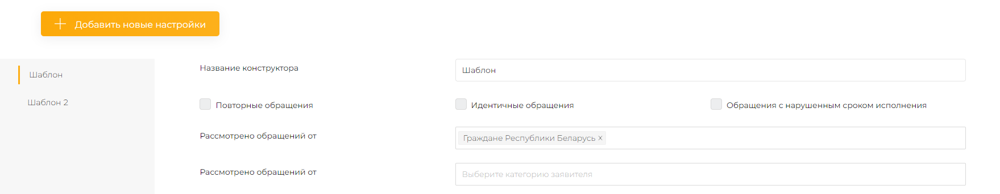 Добавить новые настройки
Шаблон
Шаблон 2
Название конструктора
Шаблон
Повторные обращения
Идентичные обращения
Обращения с нарушенным сроком исполнения
Рассмотрено обращений от
Граждане Республики Беларусь x
Рассмотрено обращений от
Выберите категорию заявителя